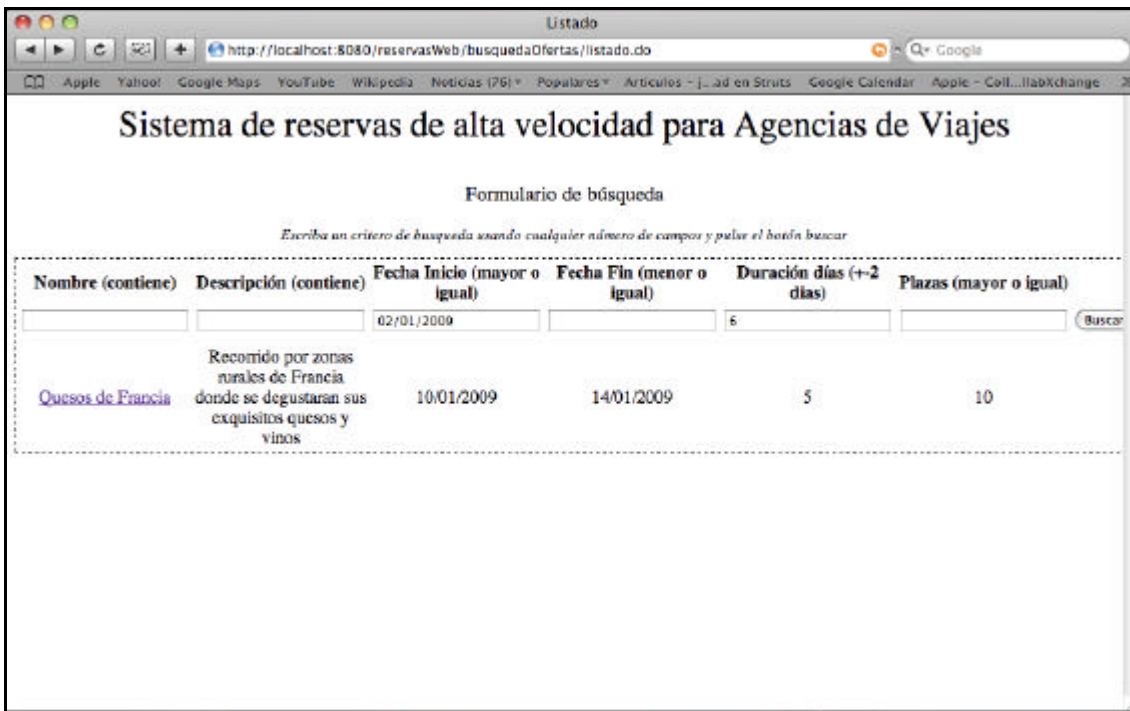 Listado
http://localhost:8080/reservasWeb/busquedaOfertas/listado.do
Google
Apple Yahoo! Google Maps YouTube Wikipedia Noticias (76) Populares Artículos - j...ad en Struts Google Calendar Apple - Coll...llabXchange
Sistema de reservas de alta velocidad para Agencias de Viajes
Formulario de búsqueda
Escriba un critero de busqueda usando cualquier número de campos y pulse el botón buscar
Nombre (contiene) Descripción (contiene) Fecha Inicio (mayor o igual) Fecha Fin (menor o igual) Duración días (+-2 dias) Plazas (mayor o igual)
02/01/2009 6 Buscar
Quesos de Francia
Recorrido por zonas
rurales de Francia
donde se degustaran sus
exquisitos quesos y
vinos
10/01/2009 14/01/2009 5 10